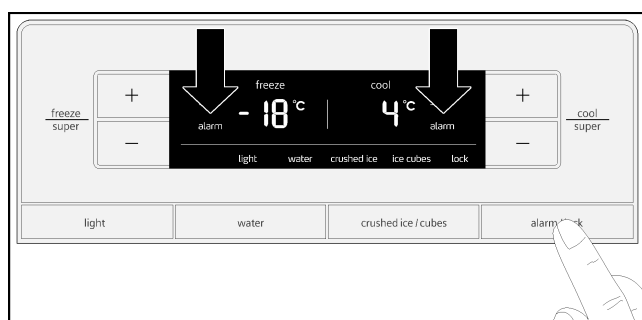 freeze
super
+
−
freeze
cool
alarm
- 18 °C
4 °C
alarm
light water crushed ice ice cubes lock
+
−
cool
super
light
water
crushed ice / cubes
alarm